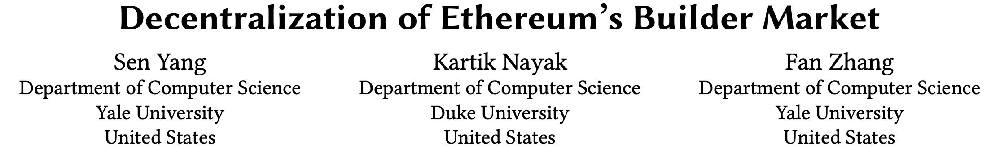 Decentralization of Ethereum’s Builder Market
Sen Yang
Department of Computer Science
Yale University
United States
Kartik Nayak
Department of Computer Science
Duke University
United States
Fan Zhang
Department of Computer Science
Yale University
United States